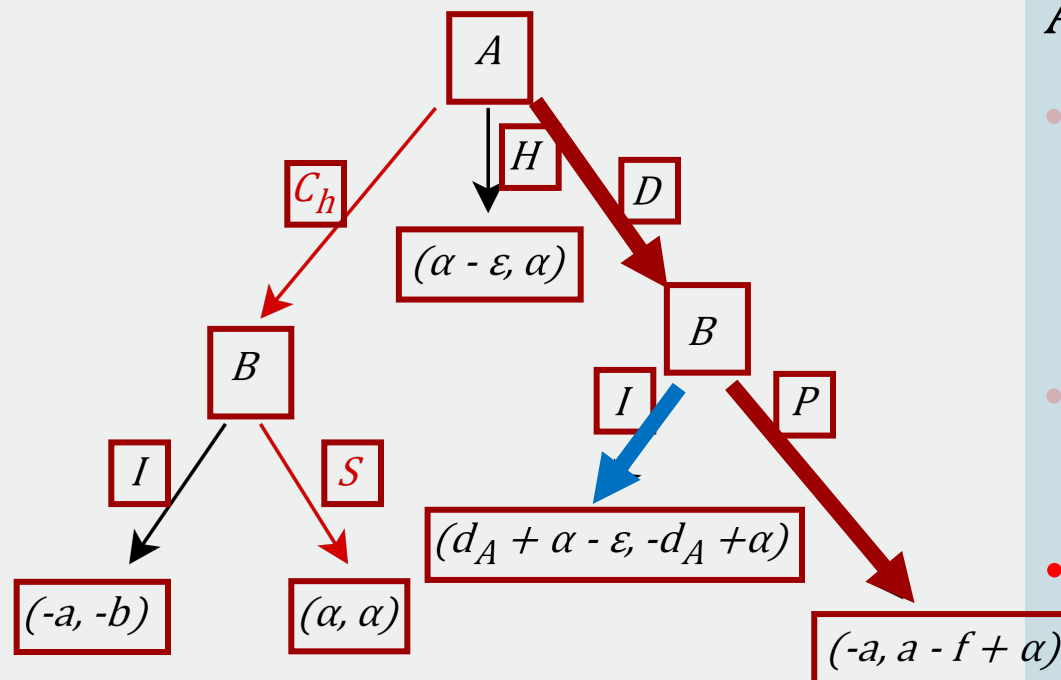 A
H
C_h
D
(α - ε, α)
B
B
I
P
I
S
(d_A + α - ε, -d_A +α)
(-a, -b)
(α, α)
(-a, a - f + α)